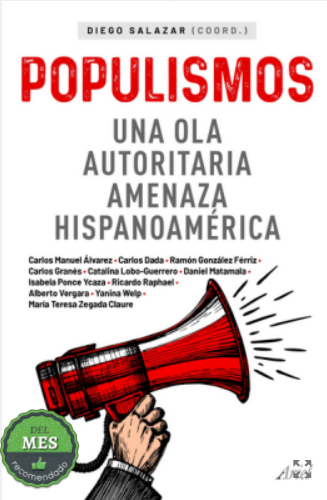 DIEGO SALAZAR (COORD.)
POPULISMOS
UNA OLA
AUTORITARIA
AMENAZA
HISPANOAMÉRICA
Carlos Manuel Álvarez • Carlos Dada • Ramón González Férriz •
Carlos Granés • Catalina Lobo-Guerrero • Daniel Matamala •
Isabela Ponce Ycaza • Ricardo Raphael •
Alberto Vergara • Yanina Welp •
María Teresa Zegada Claure
DEL
MES
recomendado